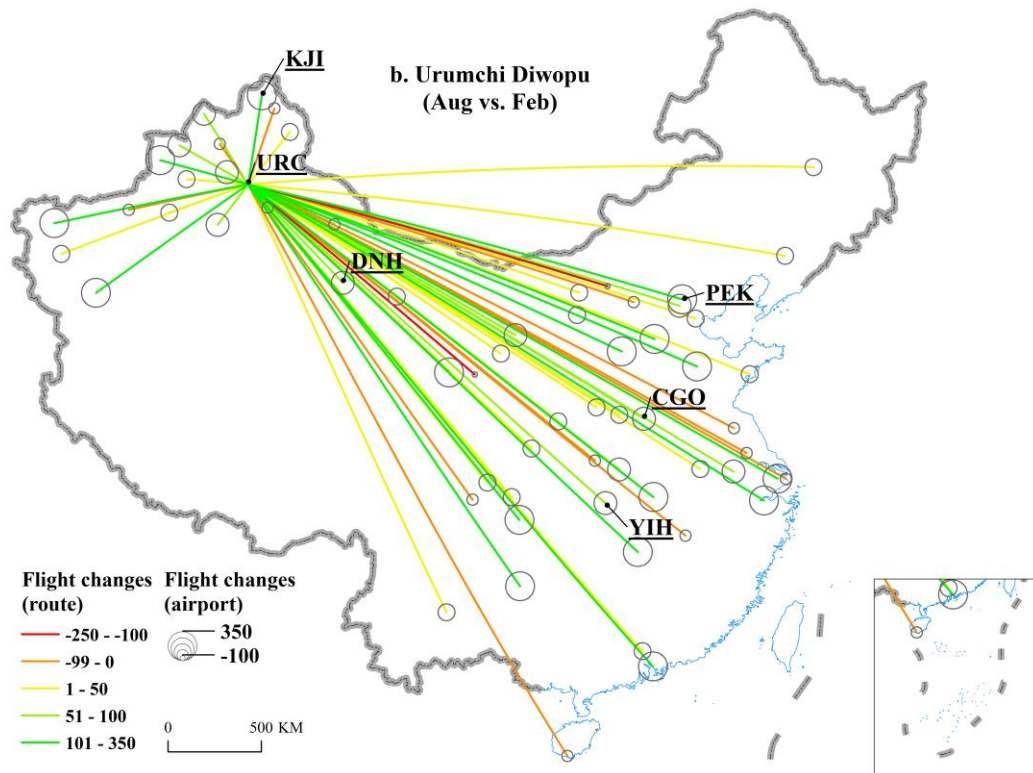 KJI
b. Urumchi Diwopu
(Aug vs. Feb)
URC
DNH
PEK
CGO
YIH
Flight changes
(route)
-250 - -100
-99 - 0
1 - 50
51 - 100
101 - 350
Flight changes
(airport)
350
-100
0 500 KM